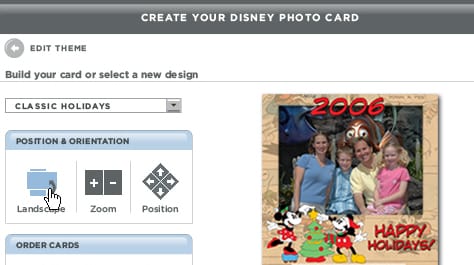 CREATE YOUR DISNEY PHOTO CARD
EDIT THEME
Build your card or select a new design
CLASSIC HOLIDAYS
POSITION & ORIENTATION
2006
Landscape Zoom Position
HAPPY
HOLIDAYS!
ORDER CARDS